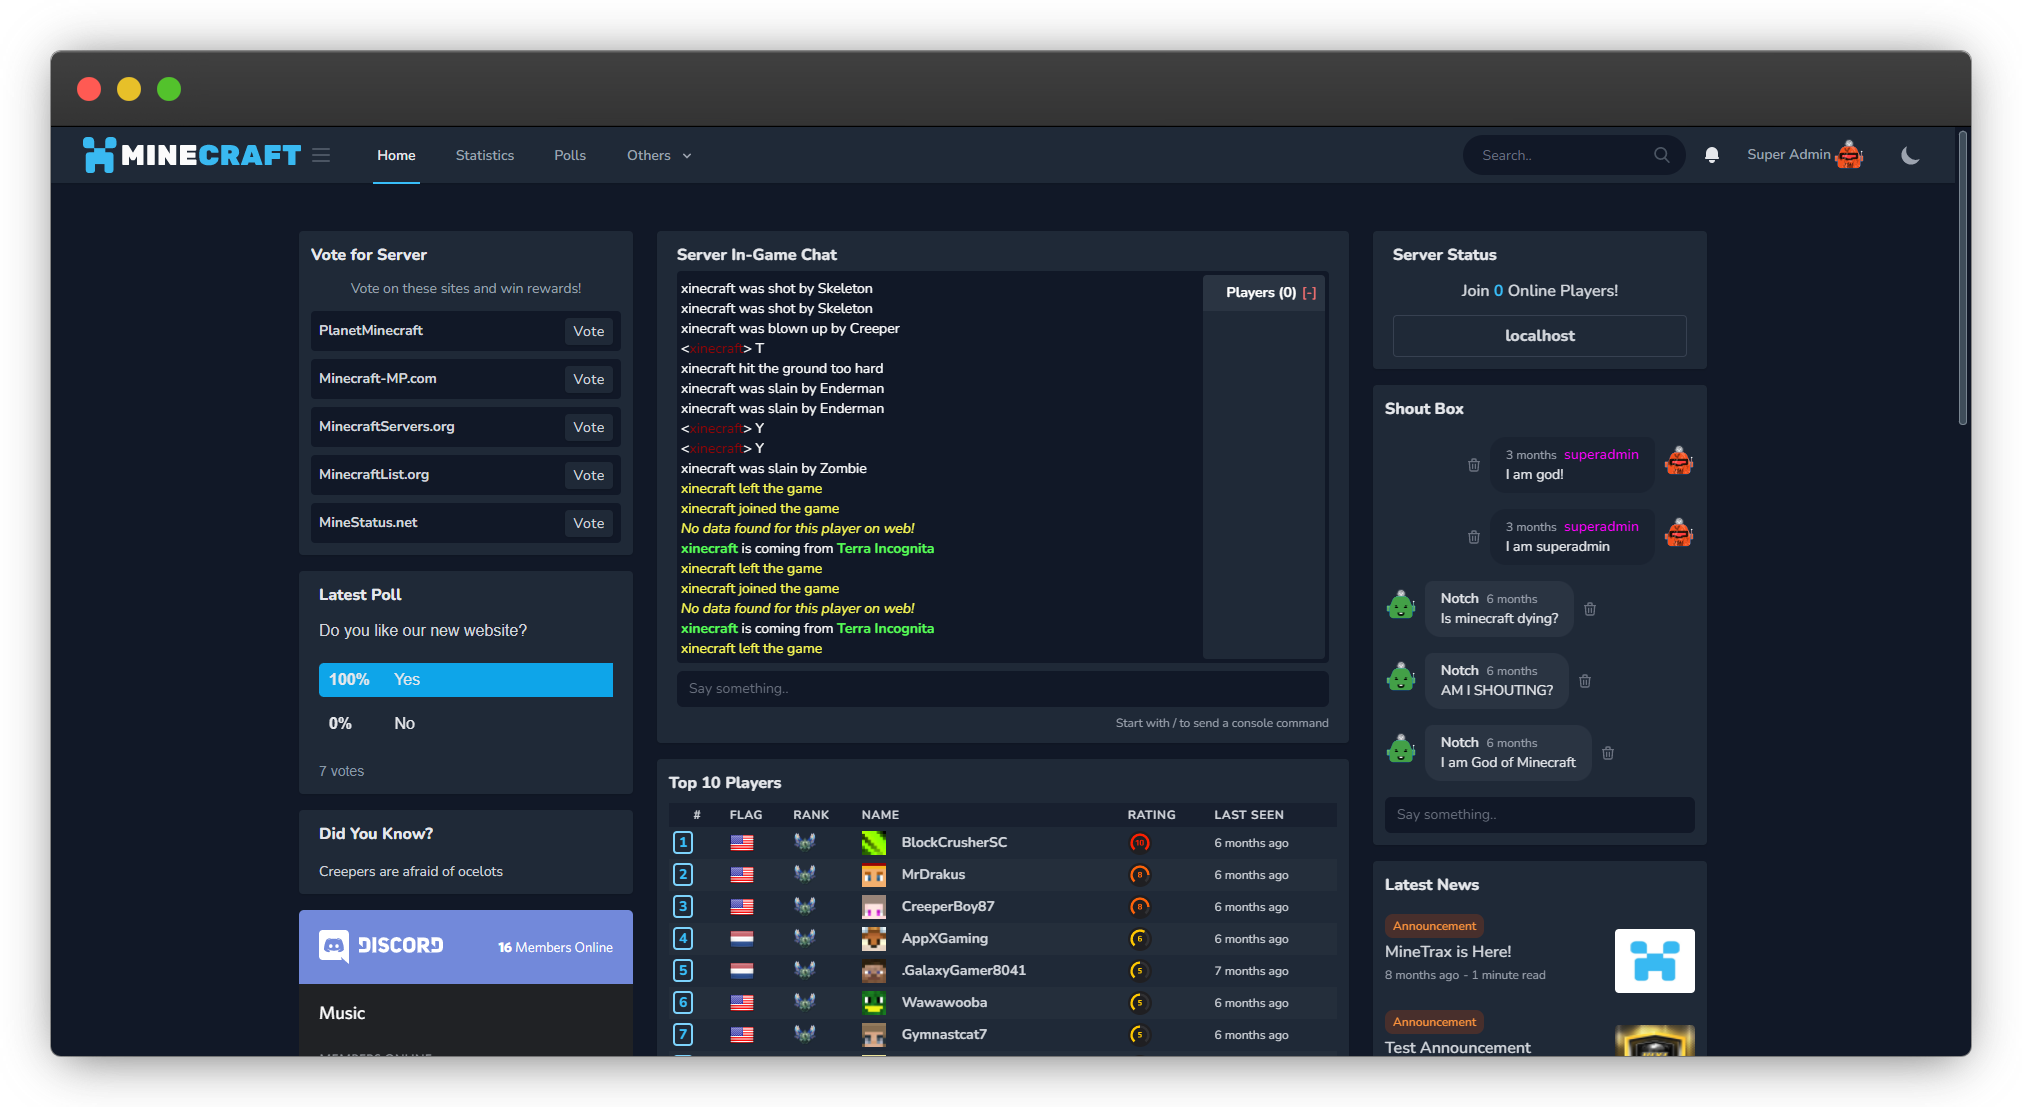 MINECRAFT
Home
Statistics
Polls
Others
Search..
Super Admin
Vote for Server
Vote on these sites and win rewards!
PlanetMinecraft Vote
Minecraft-MP.com Vote
MinecraftServers.org Vote
MinecraftList.org Vote
MineStatus.net Vote
Latest Poll
Do you like our new website?
100% Yes
0% No
7 votes
Did You Know?
Creepers are afraid of ocelots
DISCORD 16 Members Online
Music
MEMBERS ONLINE
Server In-Game Chat
xinecraft was shot by Skeleton
xinecraft was shot by Skeleton
xinecraft was blown up by Creeper
<xinecraft> T
xinecraft hit the ground too hard
xinecraft was slain by Enderman
xinecraft was slain by Enderman
<xinecraft> Y
<xinecraft> Y
xinecraft was slain by Zombie
xinecraft left the game
xinecraft joined the game
No data found for this player on web!
xinecraft is coming from Terra Incognita
xinecraft left the game
xinecraft joined the game
No data found for this player on web!
xinecraft is coming from Terra Incognita
xinecraft left the game
Players (0) [-]
Say something..
Start with / to send a console command
Top 10 Players
# FLAG RANK NAME RATING LAST SEEN
1 BlockCrusherSC 10 6 months ago
2 MrDrakus 8 6 months ago
3 CreeperBoy87 8 6 months ago
4 AppXGaming 6 6 months ago
5 .GalaxyGamer8041 5 7 months ago
6 Wawawooba 5 6 months ago
7 Gymnastcat7 5 6 months ago
Server Status
Join 0 Online Players!
localhost
Shout Box
3 months superadmin
I am god!
3 months superadmin
I am superadmin
Notch 6 months
Is minecraft dying?
Notch 6 months
AM I SHOUTING?
Notch 6 months
I am God of Minecraft
Say something..
Latest News
Announcement
MineTrax is Here!
8 months ago - 1 minute read
Announcement
Test Announcement